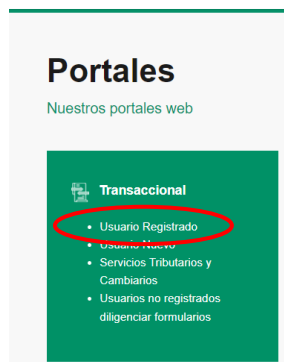 Portales
Nuestros portales web
Transaccional
Usuario Registrado
Usuario Nuevo
Servicios Tributarios y
Cambiarios
Usuarios no registrados
diligenciar formularios